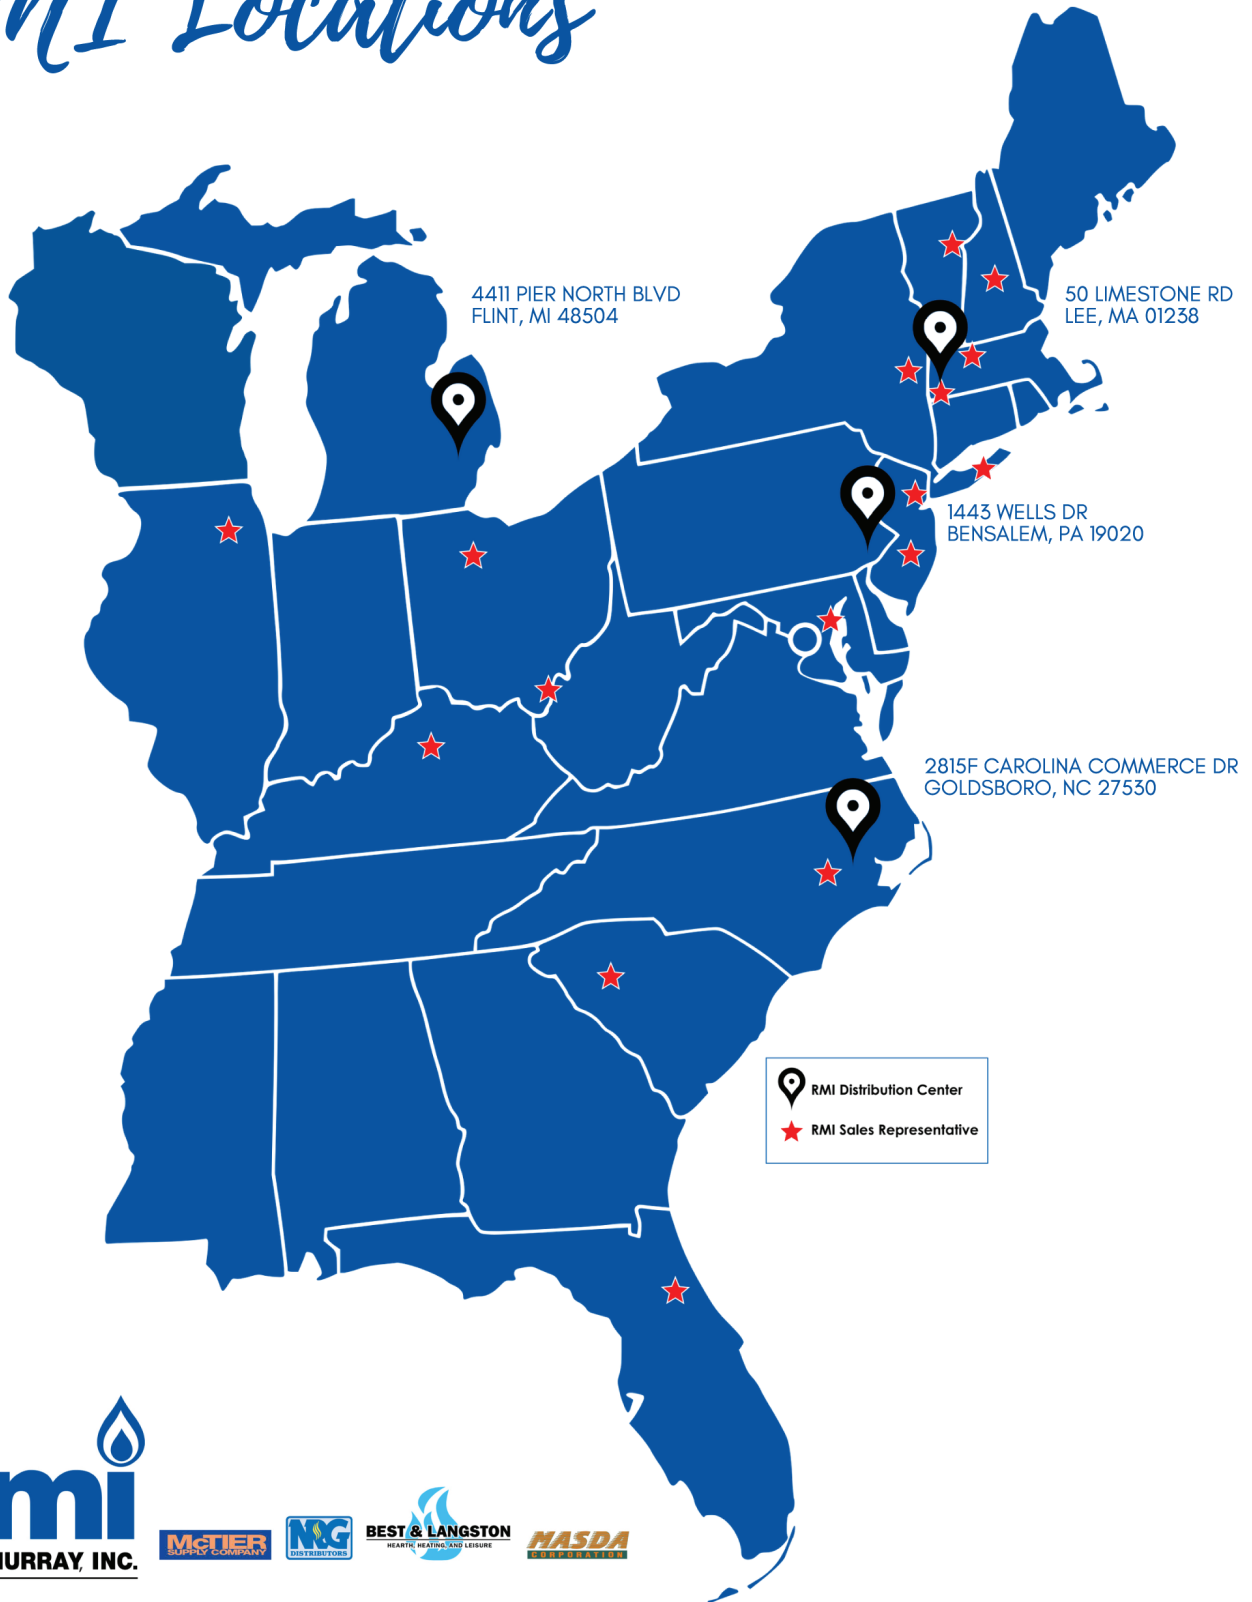 Locations
4411 PIER NORTH BLVD
FLINT, MI 48504
50 LIMESTONE RD
LEE, MA 01238
1443 WELLS DR
BENSALEM, PA 19020
2815F CAROLINA COMMERCE DR
GOLDSBORO, NC 27530
RMI Distribution Center
RMI Sales Representative
mi
URRAY, INC.
McTIER
SUPPLY COMPANY
NRG
DISTRIBUTORS
BEST & LANGSTON
HEARTH, HEATING, AND LEISURE
MASDA
CORPORATION